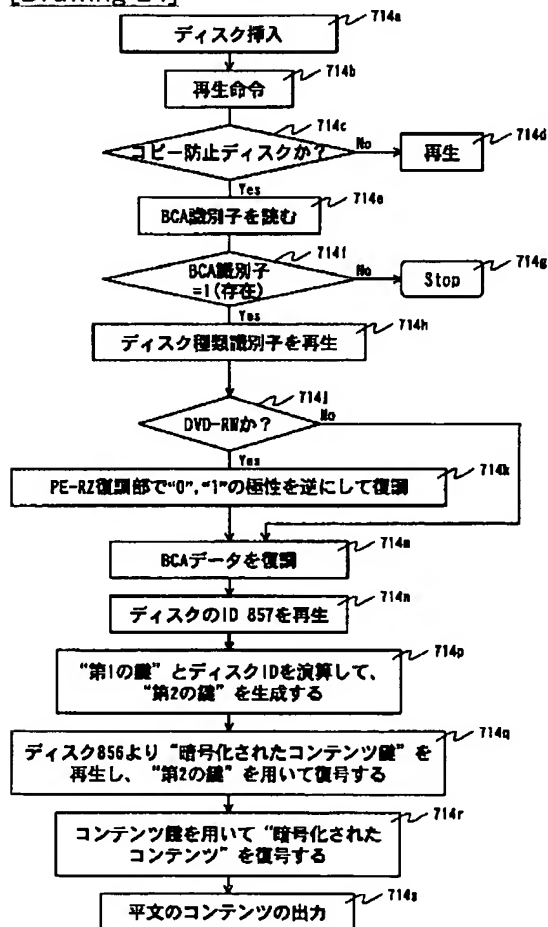 ディスク挿入
714a
再生命令
714b
コピー防止ディスクか?
714c
No
再生
714d
Yes
BCA識別子を読む
714e
BCA識別子
=1(存在)
714f
No
Stop
714g
Yes
ディスク種類識別子を再生
714h
DVD-RWか?
714j
No
Yes
PE-RZ復調部で“0”,“1”の極性を逆にして復調
714k
BCAデータを復調
714m
ディスクのID 857を再生
714n
“第1の鍵”とディスクIDを演算して、
“第2の鍵”を生成する
714p
ディスク856より“暗号化されたコンテンツ鍵”を
再生し、“第2の鍵”を用いて復号する
714q
コンテンツ鍵を用いて“暗号化された
コンテンツ”を復号する
714r
平文のコンテンツの出力
714s